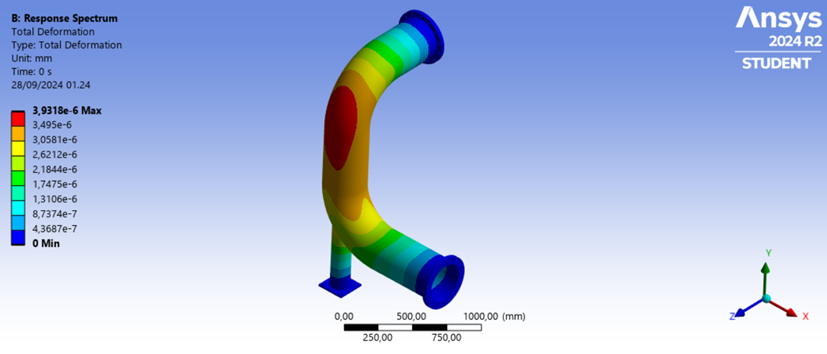 B: Response Spectrum
Total Deformation
Type: Total Deformation
Unit: mm
Time: 0 s
28/09/2024 01.24
3,9318e-6 Max
3,495e-6
3,0581e-6
2,6212e-6
2,1844e-6
1,7475e-6
1,3106e-6
8,7374e-7
4,3687e-7
0 Min
Ansys
2024 R2
STUDENT
0,00 500,00 1000,00 (mm)
250,00 750,00
Y
Z X